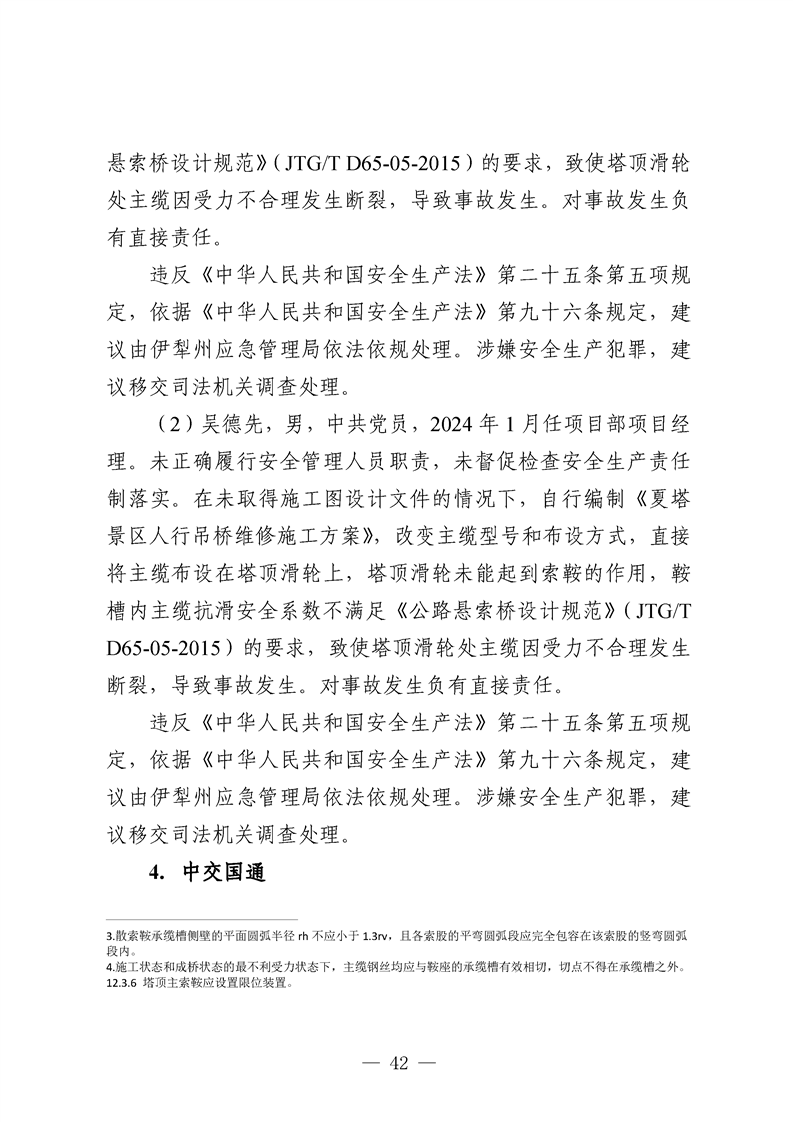 悬索桥设计规范》（JTG/T D65-05-2015）的要求，致使塔顶滑轮
处主缆因受力不合理发生断裂，导致事故发生。对事故发生负
有直接责任。
违反《中华人民共和国安全生产法》第二十五条第五项规
定，依据《中华人民共和国安全生产法》第九十六条规定，建
议由伊犁州应急管理局依法依规处理。涉嫌安全生产犯罪，建
议移交司法机关调查处理。
（2）吴德先，男，中共党员，2024 年 1 月任项目部项目经
理。未正确履行安全管理人员职责，未督促检查安全生产责任
制落实。在未取得施工图设计文件的情况下，自行编制《夏塔
景区人行吊桥维修施工方案》，改变主缆型号和布设方式，直接
将主缆布设在塔顶滑轮上，塔顶滑轮未能起到索鞍的作用，鞍
槽内主缆抗滑安全系数不满足《公路悬索桥设计规范》（JTG/T
D65-05-2015）的要求，致使塔顶滑轮处主缆因受力不合理发生
断裂，导致事故发生。对事故发生负有直接责任。
违反《中华人民共和国安全生产法》第二十五条第五项规
定，依据《中华人民共和国安全生产法》第九十六条规定，建
议由伊犁州应急管理局依法依规处理。涉嫌安全生产犯罪，建
议移交司法机关调查处理。
4. 中交国通
3.散索鞍承缆槽侧壁的平面圆弧半径 rh 不应小于 1.3rv，且各索股的平弯圆弧段应完全包容在该索股的竖弯圆弧
段内。
4.施工状态和成桥状态的最不利受力状态下，主缆钢丝均应与鞍座的承缆槽有效相切，切点不得在承缆槽之外。
12.3.6 塔顶主索鞍应设置限位装置。
— 42 —